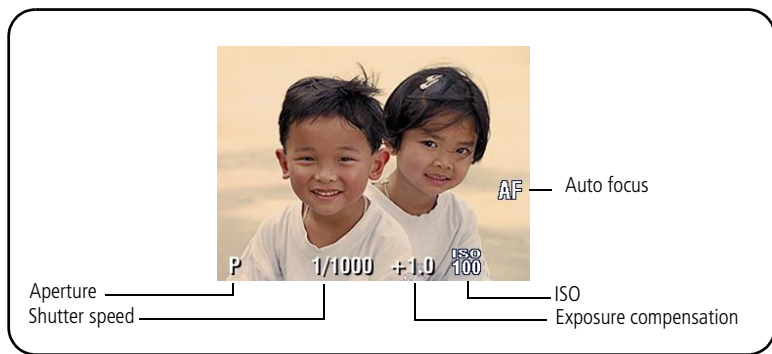 AF
Auto focus
P 1/1000 +1.0 ISO 100
Aperture
ISO
Shutter speed
Exposure compensation